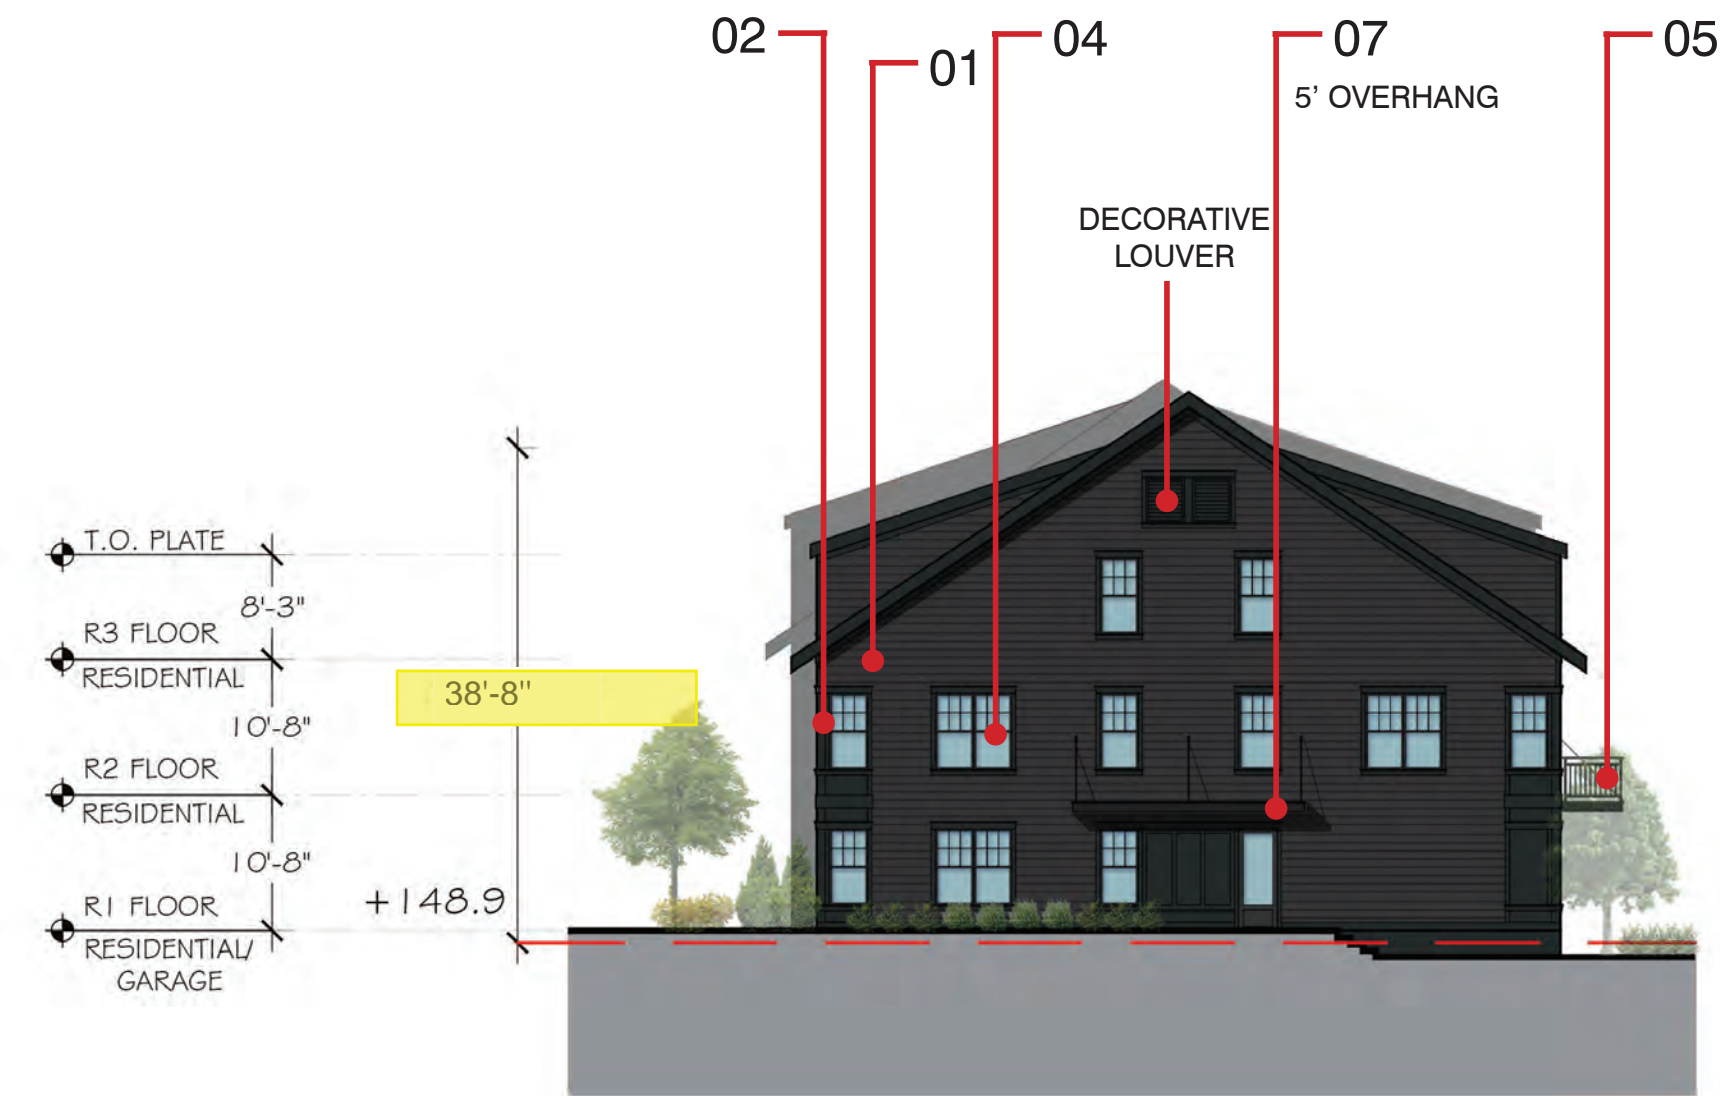 02
01
04
07
05
5' OVERHANG
DECORATIVE
LOUVER
T.O. PLATE
8'-3"
R3 FLOOR
RESIDENTIAL
38'-8"
10'-8"
R2 FLOOR
RESIDENTIAL
10'-8"
R1 FLOOR
+148.9
RESIDENTIAL/
GARAGE